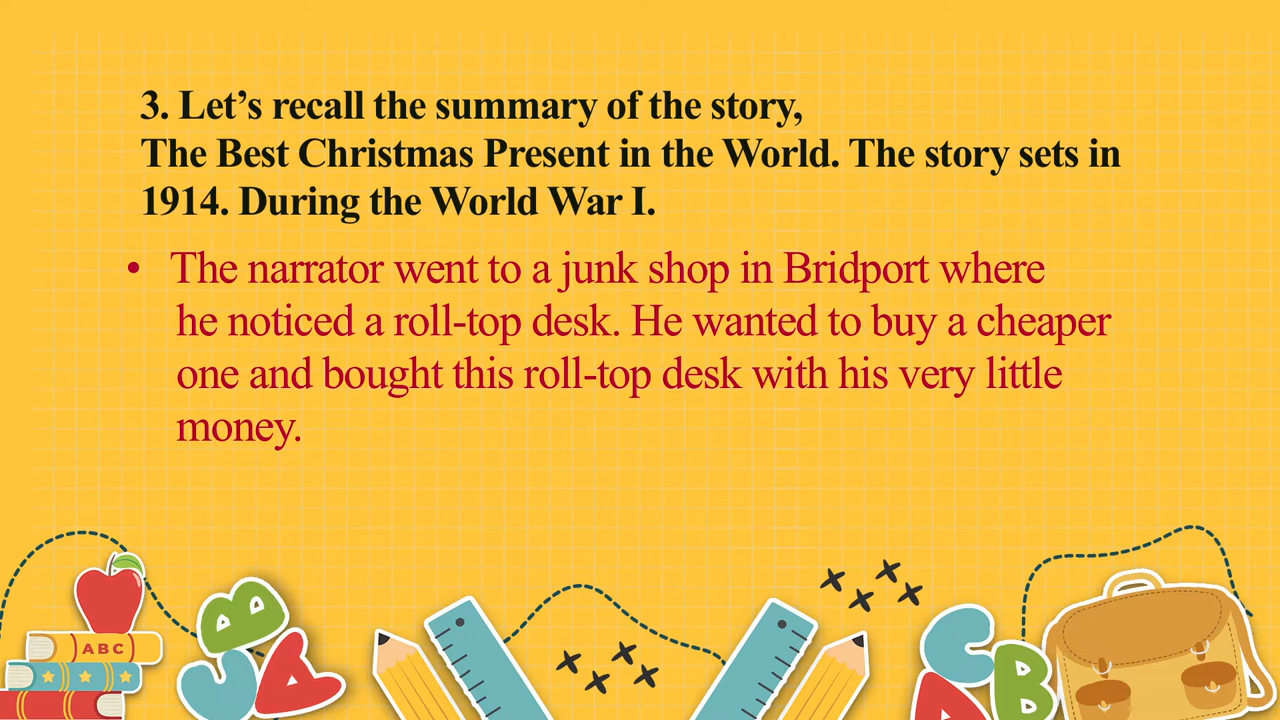 3. Let’s recall the summary of the story,
The Best Christmas Present in the World. The story sets in
1914. During the World War I.
• The narrator went to a junk shop in Bridport where
he noticed a roll-top desk. He wanted to buy a cheaper
one and bought this roll-top desk with his very little
money.
ABC
B
C
A
C
B
A